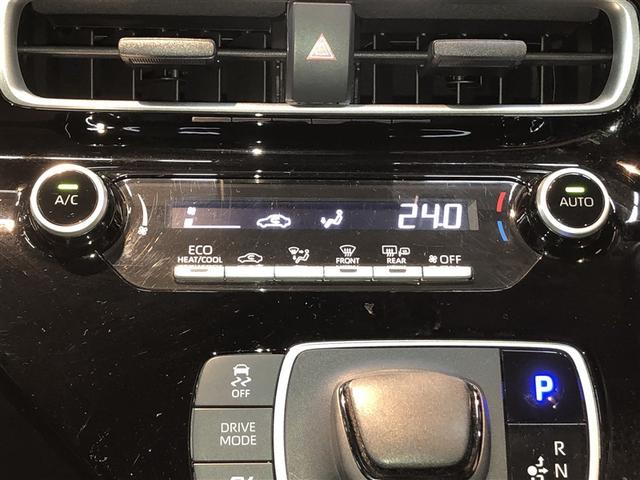 A/C
24.0
AUTO
ECO
HEAT/COOL
FRONT
REAR
OFF
OFF
P
DRIVE
MODE
R
N